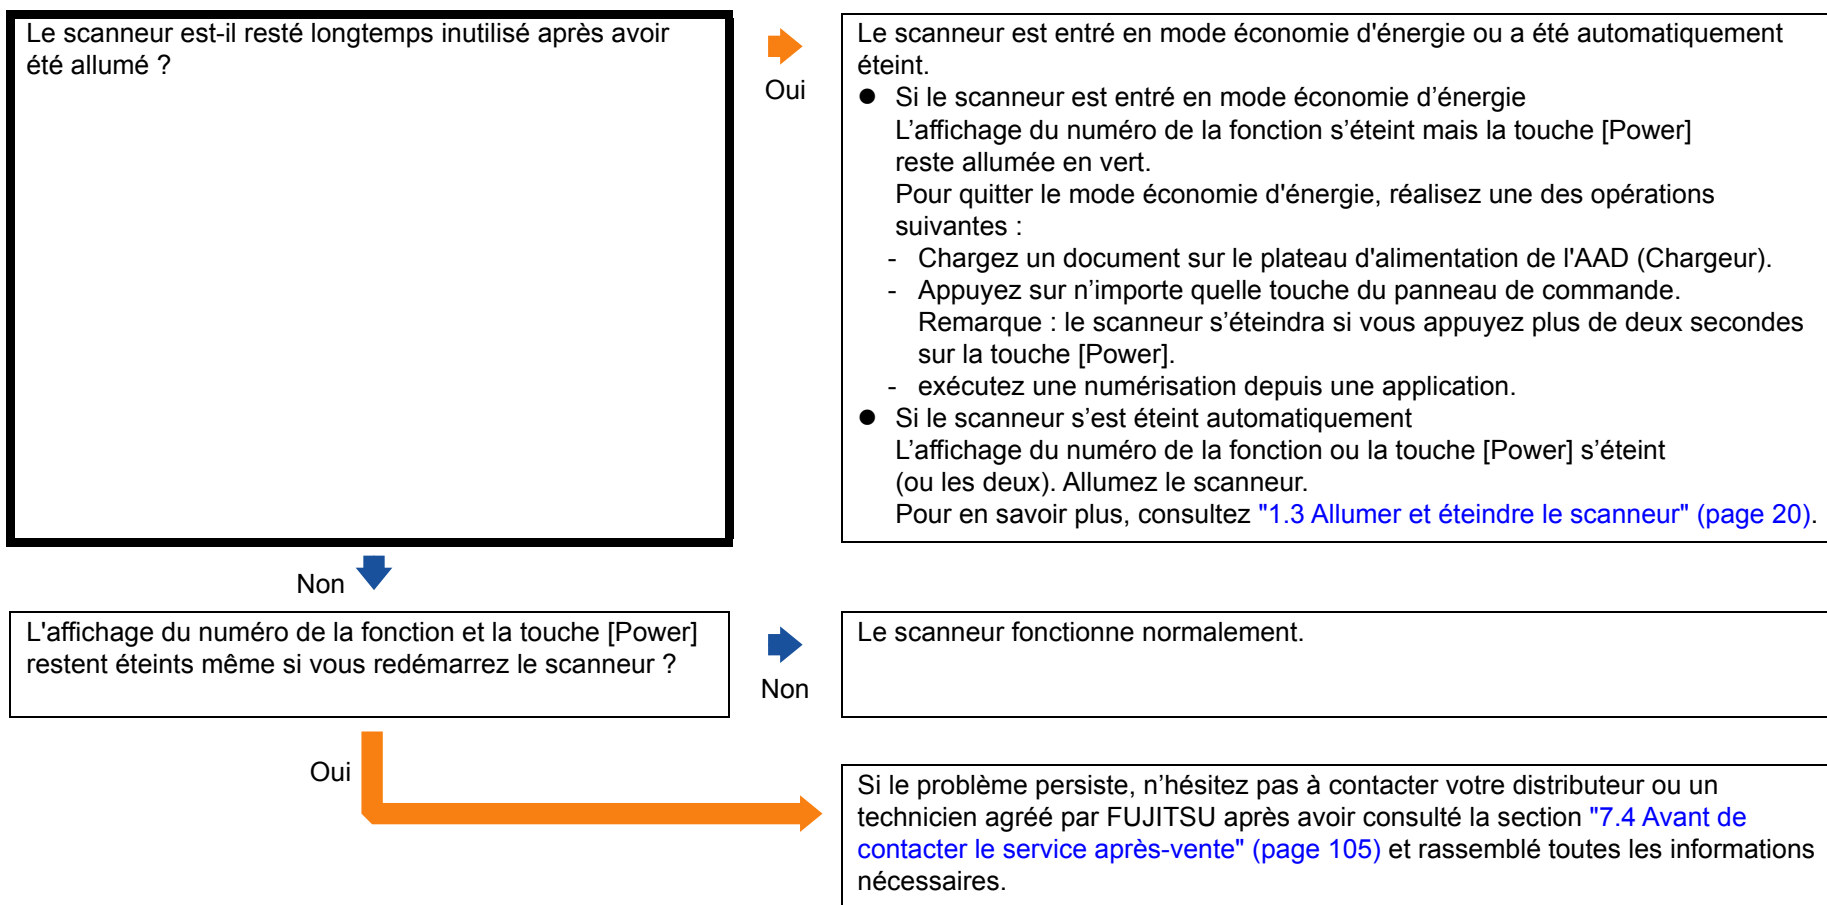 Le scanneur est-il resté longtemps inutilisé après avoir
été allumé ?
Oui
Le scanneur est entré en mode économie d'énergie ou a été automatiquement
éteint.
● Si le scanneur est entré en mode économie d’énergie
L’affichage du numéro de la fonction s’éteint mais la touche [Power]
reste allumée en vert.
Pour quitter le mode économie d'énergie, réalisez une des opérations
suivantes :
- Chargez un document sur le plateau d'alimentation de l'AAD (Chargeur).
- Appuyez sur n’importe quelle touche du panneau de commande.
Remarque : le scanneur s’éteindra si vous appuyez plus de deux secondes
sur la touche [Power].
- exécutez une numérisation depuis une application.
● Si le scanneur s’est éteint automatiquement
L’affichage du numéro de la fonction ou la touche [Power] s’éteint
(ou les deux). Allumez le scanneur.
Pour en savoir plus, consultez "1.3 Allumer et éteindre le scanneur" (page 20).
Non
L'affichage du numéro de la fonction et la touche [Power]
restent éteints même si vous redémarrez le scanneur ?
Non
Le scanneur fonctionne normalement.
Oui
Si le problème persiste, n’hésitez pas à contacter votre distributeur ou un
technicien agréé par FUJITSU après avoir consulté la section "7.4 Avant de
contacter le service après-vente" (page 105) et rassemblé toutes les informations
nécessaires.